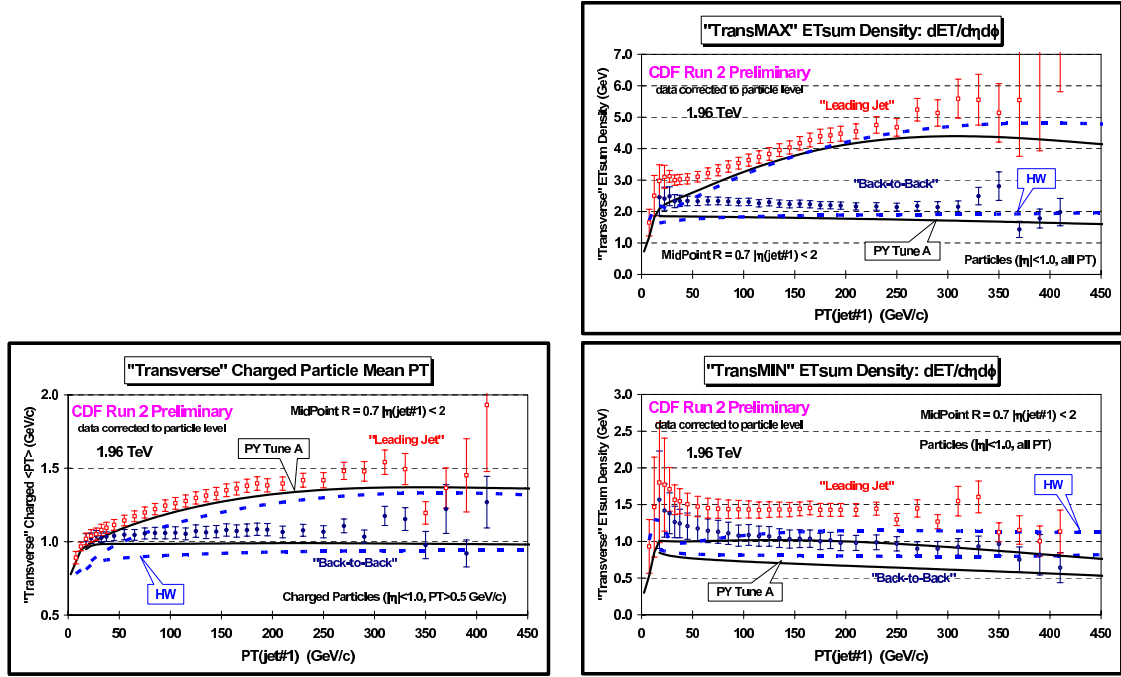 "TransMAX" ETsum Density: dET/dηdϕ
7.0
6.0
5.0
4.0
3.0
2.0
1.0
0.0
"Transverse" ETsum Density (GeV)
CDF Run 2 Preliminary
data corrected to particle level
1.96 TeV
"Leading Jet"
"Back-to-Back"
HW
PY Tune A
MidPoint R = 0.7 |η(jet#1) < 2
Particles (|η|<1.0, all PT)
0 50 100 150 200 250 300 350 400 450
PT(jet#1) (GeV/c)
"Transverse" Charged Particle Mean PT
2.0
1.5
1.0
0.5
"Transverse" Charged <PT> (GeV/c)
CDF Run 2 Preliminary
data corrected to particle level
1.96 TeV
MidPoint R = 0.7 |η(jet#1) < 2
PY Tune A
"Leading Jet"
"Back-to-Back"
HW
Charged Particles (|η|<1.0, PT>0.5 GeV/c)
0 50 100 150 200 250 300 350 400 450
PT(jet#1) (GeV/c)
"TransMIN" ETsum Density: dET/dηdϕ
3.0
2.5
2.0
1.5
1.0
0.5
0.0
"Transverse" ETsum Density (GeV)
CDF Run 2 Preliminary
data corrected to particle level
1.96 TeV
MidPoint R = 0.7 |η(jet#1) < 2
Particles (|η|<1.0, all PT)
"Leading Jet"
HW
PY Tune A
"Back-to-Back"
0 50 100 150 200 250 300 350 400 450
PT(jet#1) (GeV/c)